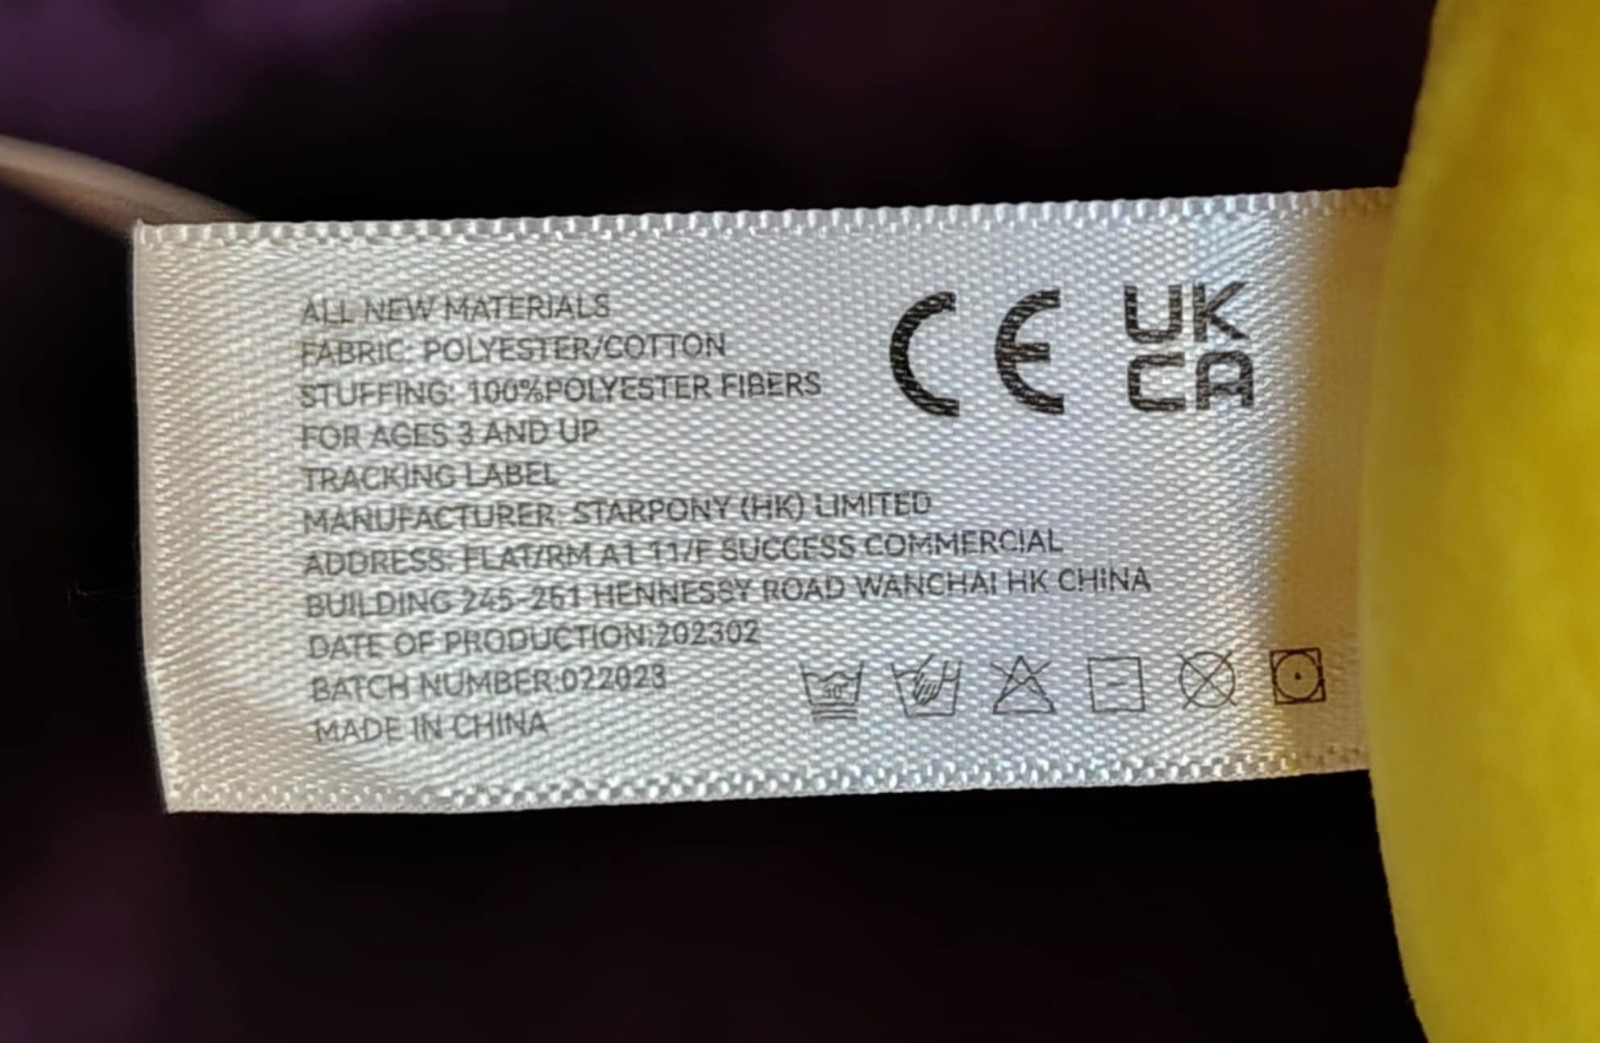 ALL NEW MATERIALS
FABRIC: POLYESTER/COTTON
STUFFING: 100%POLYESTER FIBERS
FOR AGES 3 AND UP
TRACKING LABEL
MANUFACTURER: STARPONY (HK) LIMITED
ADDRESS: FLAT/RM A1 11/F SUCCESS COMMERCIAL
BUILDING 245-251 HENNESSY ROAD WANCHAI HK CHINA
DATE OF PRODUCTION:202302
BATCH NUMBER:022023
MADE IN CHINA
CE
UK
CA
30°